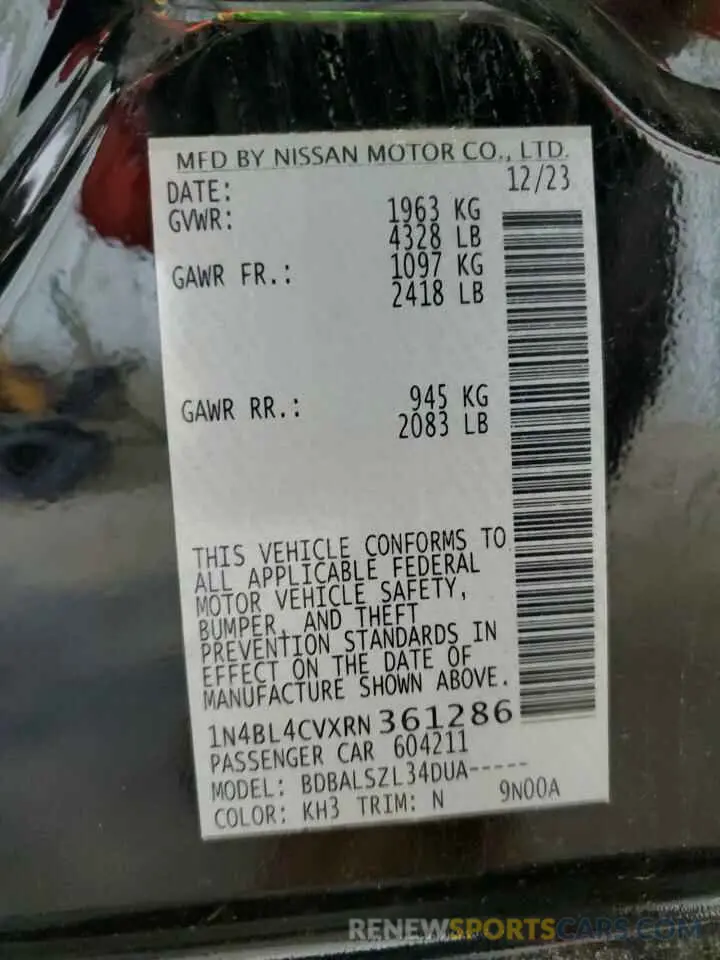 MFD BY NISSAN MOTOR CO., LTD.
DATE: 12/23
GVWR: 1963 KG
4328 LB
GAWR FR.: 1097 KG
2418 LB
GAWR RR.: 945 KG
2083 LB
THIS VEHICLE CONFORMS TO
ALL APPLICABLE FEDERAL
MOTOR VEHICLE SAFETY,
BUMPER, AND THEFT
PREVENTION STANDARDS IN
EFFECT ON THE DATE OF
MANUFACTURE SHOWN ABOVE.
1N4BL4CVXRN 361286
PASSENGER CAR 604211
MODEL: BDBALSZL34DUA-----
COLOR: KH3 TRIM: N 9N00A
RENEWSPORTSCARS.COM